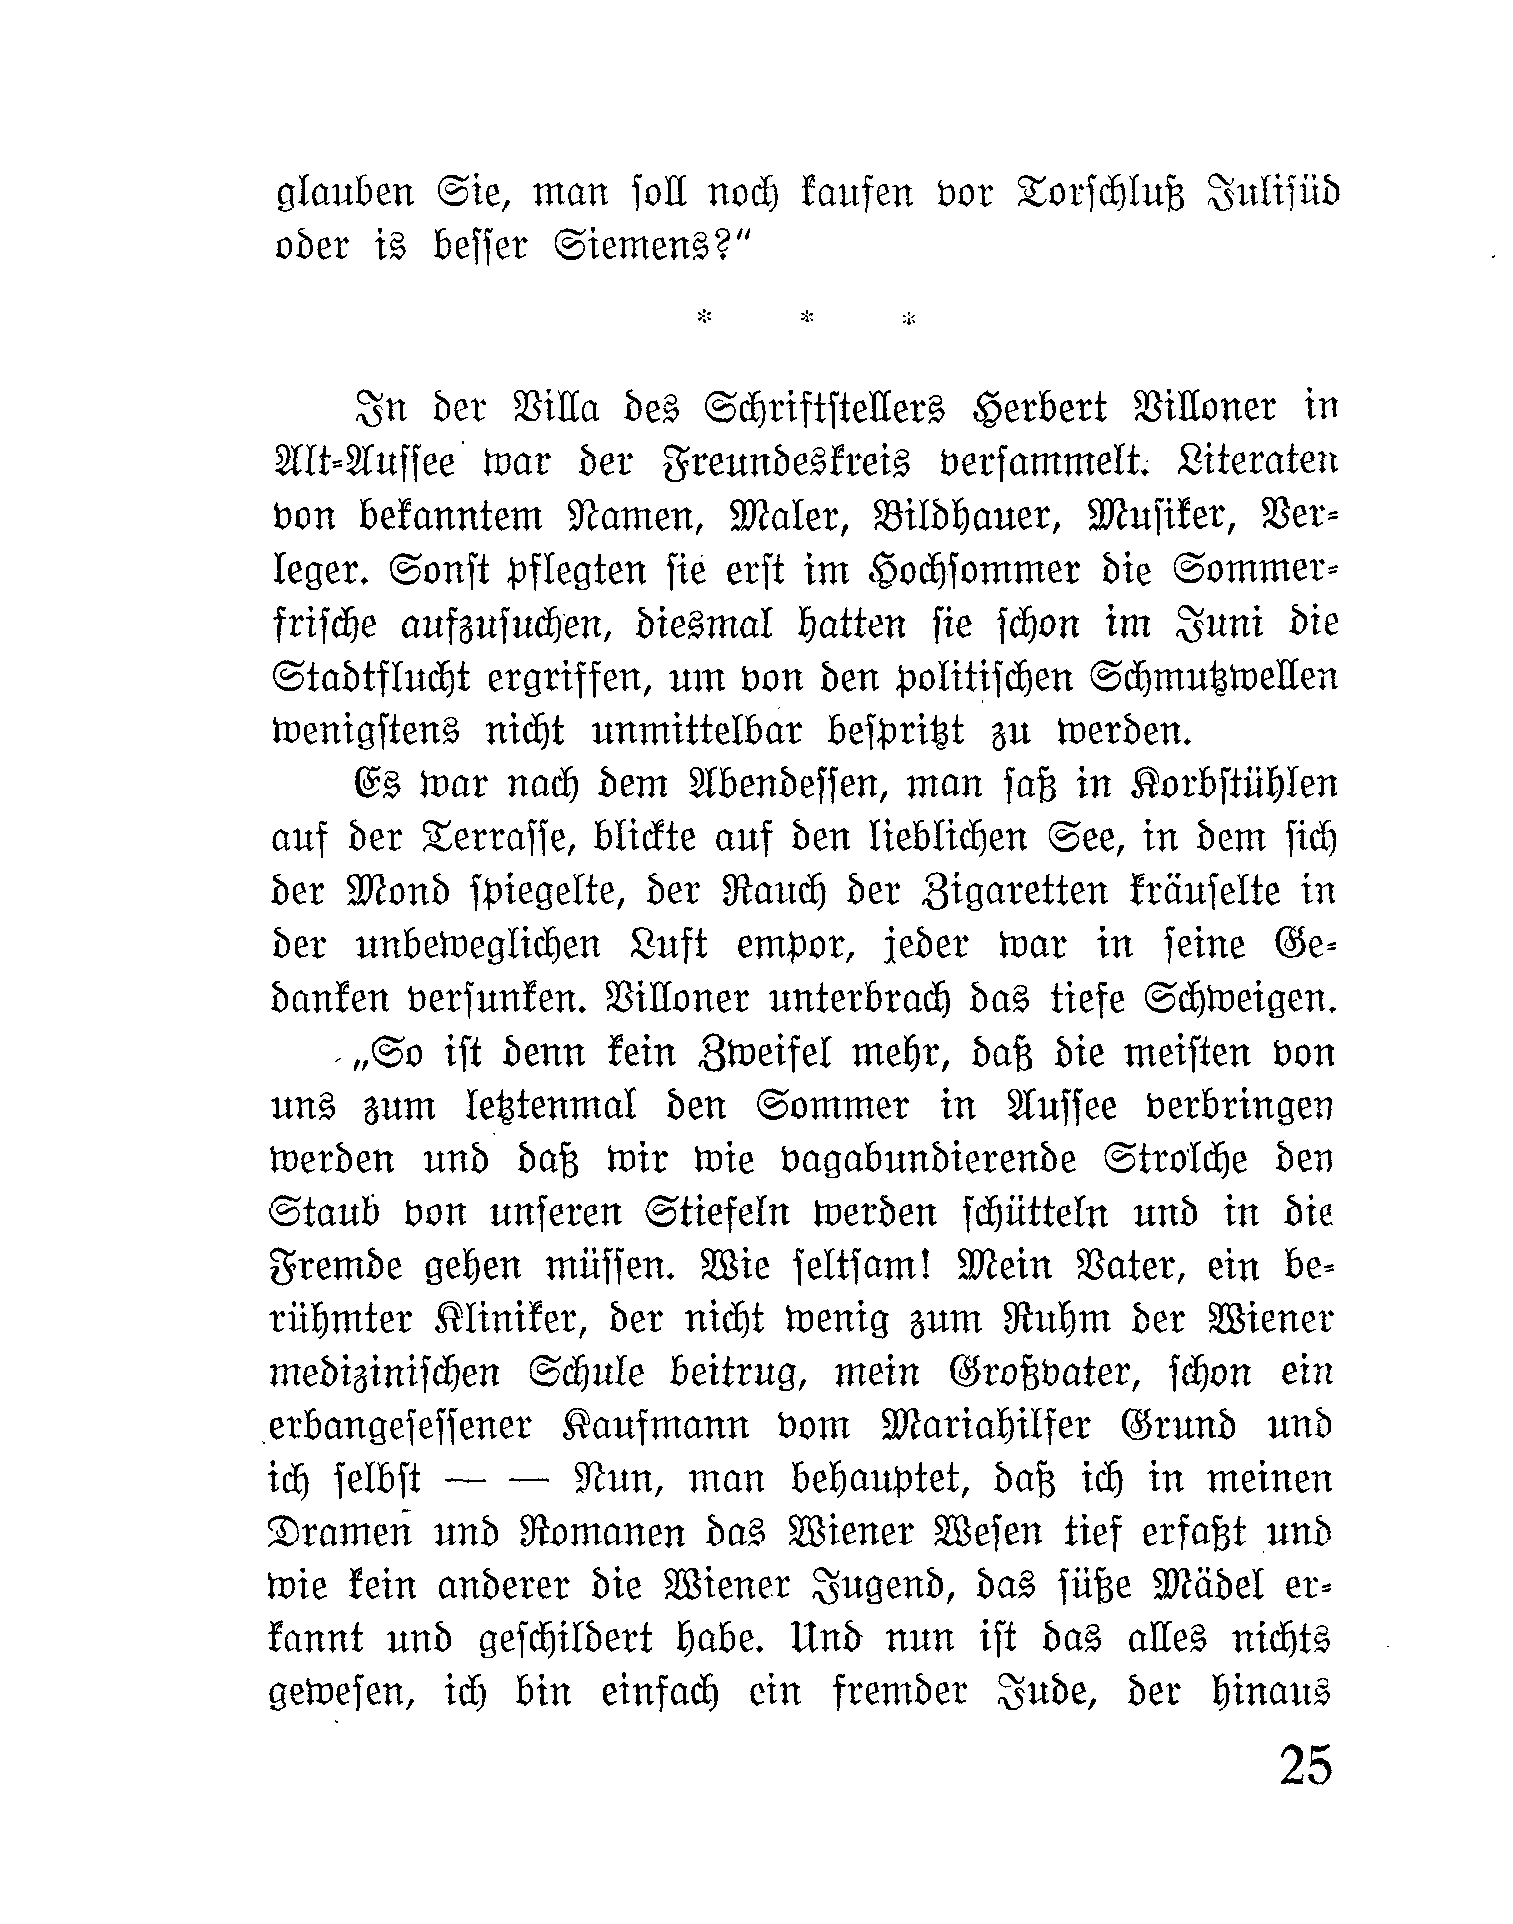 glauben Sie, man soll noch kaufen vor Torschluß Julisüd
oder is besser Siemens?“
* * *
In der Villa des Schriftstellers Herbert Villoner in
Alt-Aussee war der Freundeskreis versammelt. Literaten
von bekanntem Namen, Maler, Bildhauer, Musiker, Ver-
leger. Sonst pflegten sie erst im Hochsommer die Sommer-
frische aufzusuchen, diesmal hatten sie schon im Juni die
Stadtflucht ergriffen, um von den politischen Schmutzwellen
wenigstens nicht unmittelbar bespritzt zu werden.
Es war nach dem Abendessen, man saß in Korbstühlen
auf der Terrasse, blickte auf den lieblichen See, in dem sich
der Mond spiegelte, der Rauch der Zigaretten kräuselte in
der unbeweglichen Luft empor, jeder war in seine Ge-
danken versunken. Villoner unterbrach das tiefe Schweigen.
„So ist denn kein Zweifel mehr, daß die meisten von
uns zum letztenmal den Sommer in Aussee verbringen
werden und daß wir wie vagabundierende Strolche den
Staub von unseren Stiefeln werden schütteln und in die
Fremde gehen müssen. Wie seltsam! Mein Vater, ein be-
rühmter Kliniker, der nicht wenig zum Ruhm der Wiener
medizinischen Schule beitrug, mein Großvater, schon ein
erbangesessener Kaufmann vom Mariahilfer Grund und
ich selbst — — Nun, man behauptet, daß ich in meinen
Dramen und Romanen das Wiener Wesen tief erfaßt und
wie kein anderer die Wiener Jugend, das süße Mädel er-
kannt und geschildert habe. Und nun ist das alles nichts
gewesen, ich bin einfach ein fremder Jude, der hinaus
25